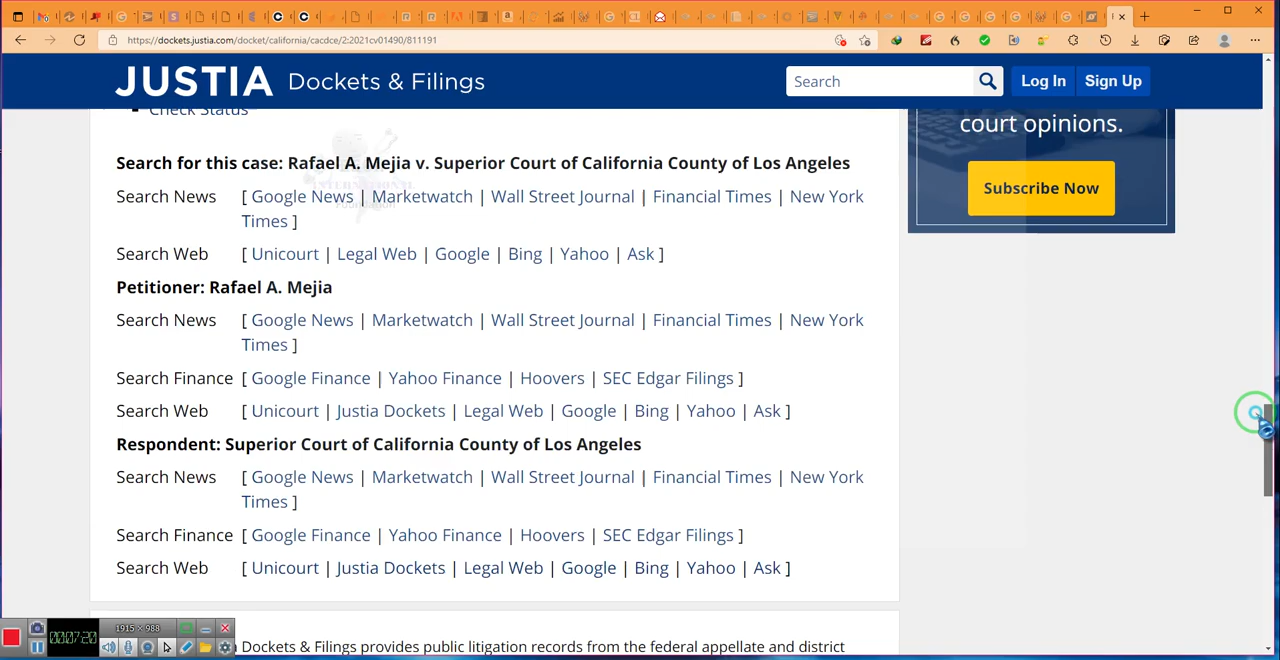 https://dockets.justia.com/docket/california/cacdce/2:2021cv01490/811191
JUSTIA Dockets & Filings
Search
Log In
Sign Up
Check Status
court opinions.
Subscribe Now
Search for this case: Rafael A. Mejia v. Superior Court of California County of Los Angeles
Search News [ Google News | Marketwatch | Wall Street Journal | Financial Times | New York
Times ]
Search Web [ Unicourt | Legal Web | Google | Bing | Yahoo | Ask ]
Petitioner: Rafael A. Mejia
Search News [ Google News | Marketwatch | Wall Street Journal | Financial Times | New York
Times ]
Search Finance [ Google Finance | Yahoo Finance | Hoovers | SEC Edgar Filings ]
Search Web [ Unicourt | Justia Dockets | Legal Web | Google | Bing | Yahoo | Ask ]
Respondent: Superior Court of California County of Los Angeles
Search News [ Google News | Marketwatch | Wall Street Journal | Financial Times | New York
Times ]
Search Finance [ Google Finance | Yahoo Finance | Hoovers | SEC Edgar Filings ]
Search Web [ Unicourt | Justia Dockets | Legal Web | Google | Bing | Yahoo | Ask ]
1915 × 988
00:07:20
Dockets & Filings provides public litigation records from the federal appellate and district